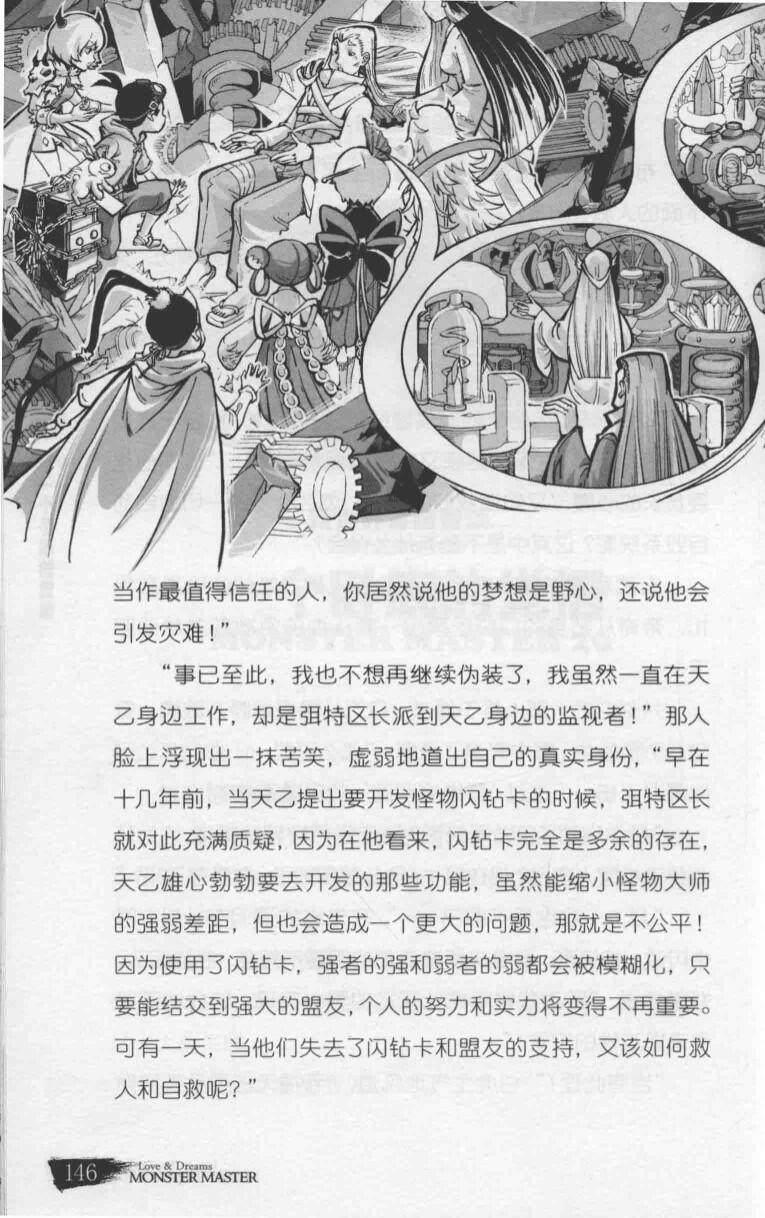 当作最值得信任的人，你居然说他的梦想是野心，还说他会
引发灾难！”
“事已至此，我也不想再继续伪装了，我虽然一直在天
乙身边工作，却是弭特区长派到天乙身边的监视者！”那人
脸上浮现出一抹苦笑，虚弱地道出自己的真实身份，“早在
十几年前，当天乙提出要开发怪物闪钻卡的时候，弭特区长
就对此充满质疑，因为在他看来，闪钻卡完全是多余的存在，
天乙雄心勃勃要去开发的那些功能，虽然能缩小怪物大师
的强弱差距，但也会造成一个更大的问题，那就是不公平！
因为使用了闪钻卡，强者的强和弱者的弱都会被模糊化，只
要能结交到强大的盟友，个人的努力和实力将变得不再重要。
可有一天，当他们失去了闪钻卡和盟友的支持，又该如何救
人和自救呢？”
146
Love & Dreams
MONSTER MASTER